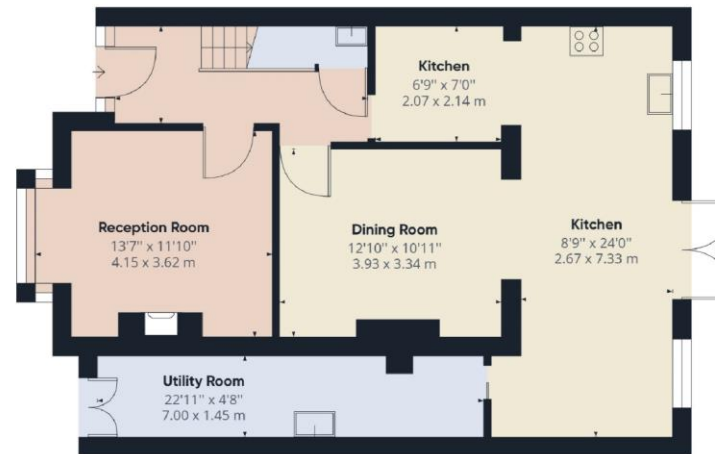 Kitchen
6'9" x 7'0"
2.07 x 2.14 m
Reception Room
13'7" x 11'10"
4.15 x 3.62 m
Dining Room
12'10" x 10'11"
3.93 x 3.34 m
Kitchen
8'9" x 24'0"
2.67 x 7.33 m
Utility Room
22'11" x 4'8"
7.00 x 1.45 m